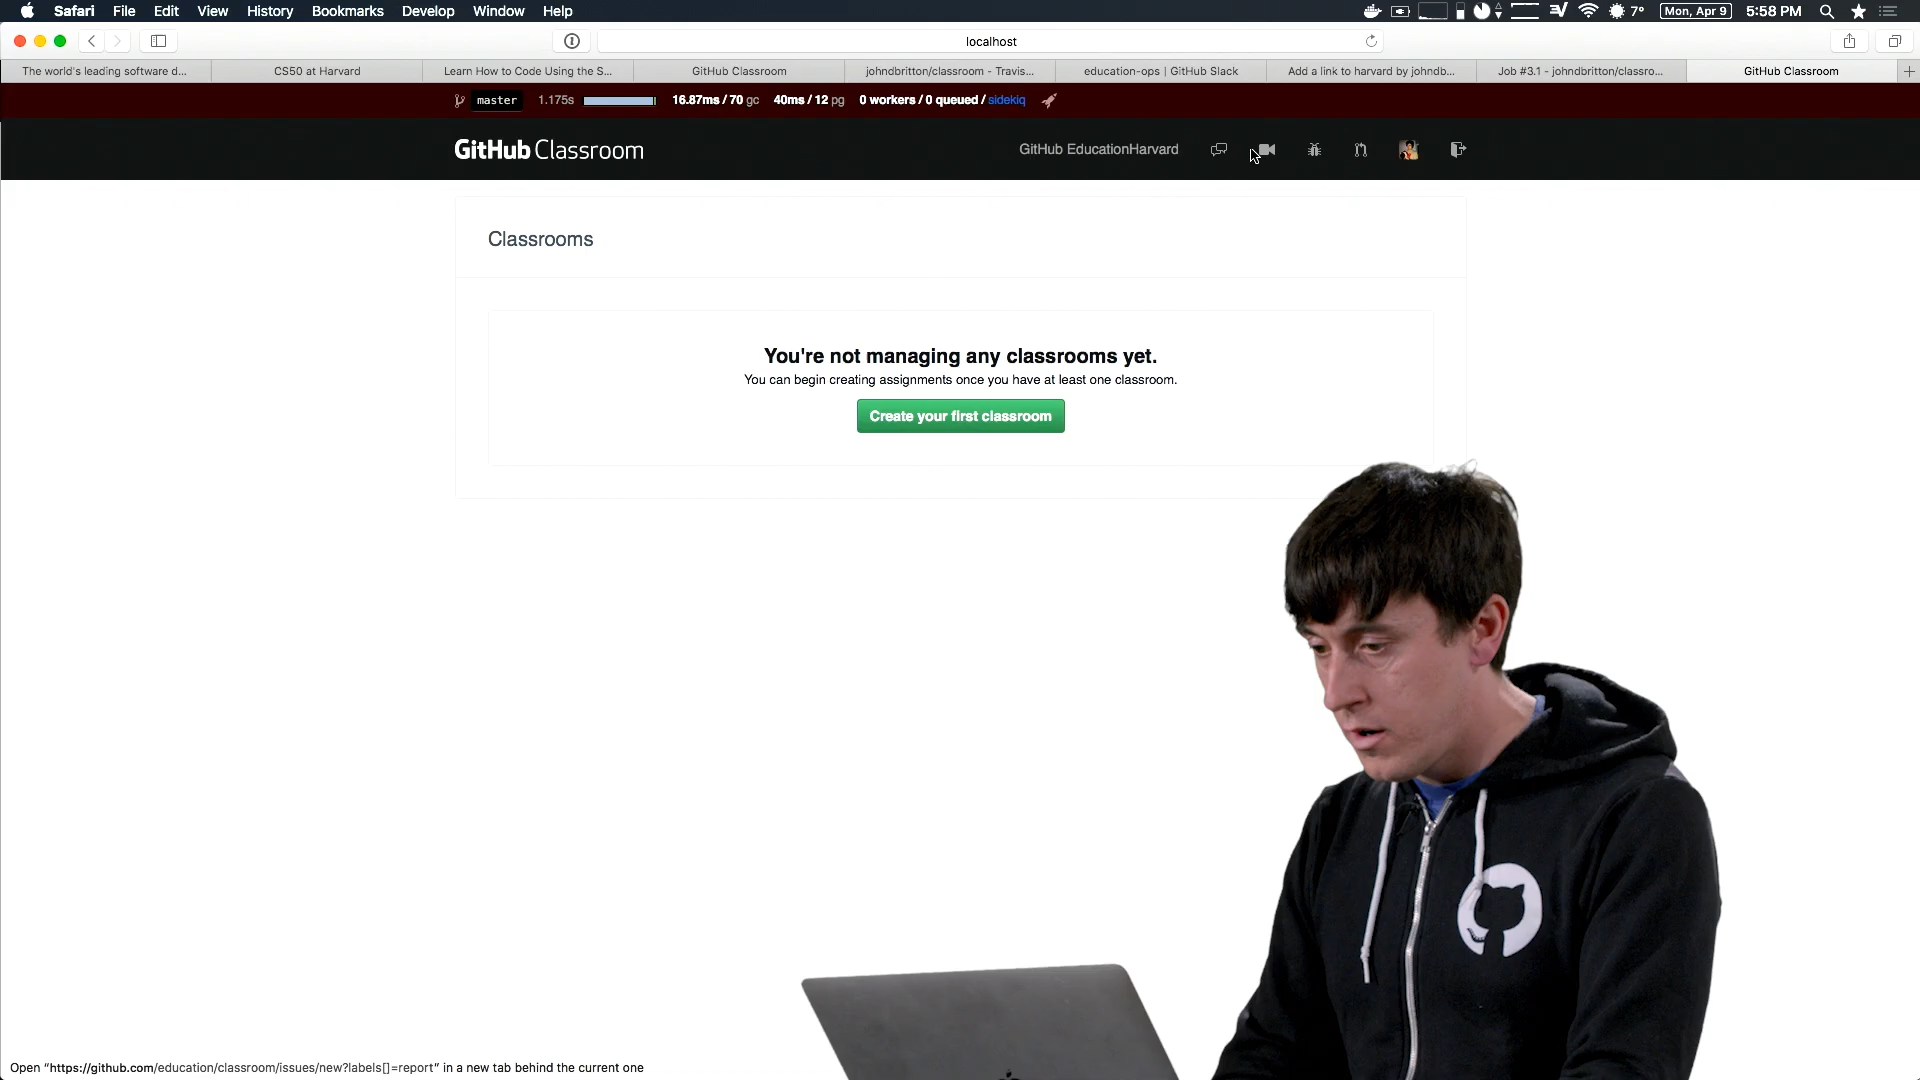 Safari File Edit View History Bookmarks Develop Window Help 7° Mon, Apr 9 5:58 PM
localhost
The world's leading software d... CS50 at Harvard Learn How to Code Using the S... GitHub Classroom johndbritton/classroom - Travis... education-ops | GitHub Slack Add a link to harvard by johndb... Job #3.1 - johndbritton/classro... GitHub Classroom
master 1.175s 16.87ms / 70 gc 40ms / 12 pg 0 workers / 0 queued / sidekiq
GitHub Classroom GitHub EducationHarvard
Classrooms
You're not managing any classrooms yet.
You can begin creating assignments once you have at least one classroom.
Create your first classroom
Open “https://github.com/education/classroom/issues/new?labels[]=report” in a new tab behind the current one